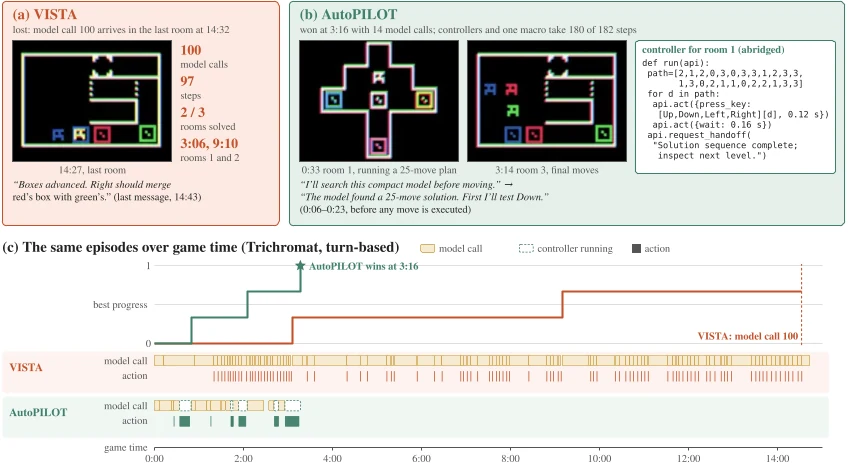 (a) VISTA
lost: model call 100 arrives in the last room at 14:32
100
model calls
97
steps
2 / 3
rooms solved
3:06, 9:10
rooms 1 and 2
14:27, last room
“Boxes advanced. Right should merge
red’s box with green’s.” (last message, 14:43)
(b) AutoPILOT
won at 3:16 with 14 model calls; controllers and one macro take 180 of 182 steps
0:33 room 1, running a 25-move plan
3:14 room 3, final moves
“I’ll search this compact model before moving.” →
“The model found a 25-move solution. First I’ll test Down.”
(0:06–0:23, before any move is executed)
controller for room 1 (abridged)
def run(api):
path=[2,1,2,0,3,0,3,3,1,2,3,3,
1,3,0,2,1,1,0,2,2,1,3,3]
for d in path:
api.act({press_key:
[Up,Down,Left,Right][d], 0.12 s})
api.act({wait: 0.16 s})
api.request_handoff(
"Solution sequence complete;
inspect next level.")
(c) The same episodes over game time (Trichromat, turn-based)
model call
controller running
action
1
best progress
0
AutoPILOT wins at 3:16
VISTA: model call 100
VISTA
model call
action
AutoPILOT
model call
action
game time
0:00
2:00
4:00
6:00
8:00
10:00
12:00
14:00